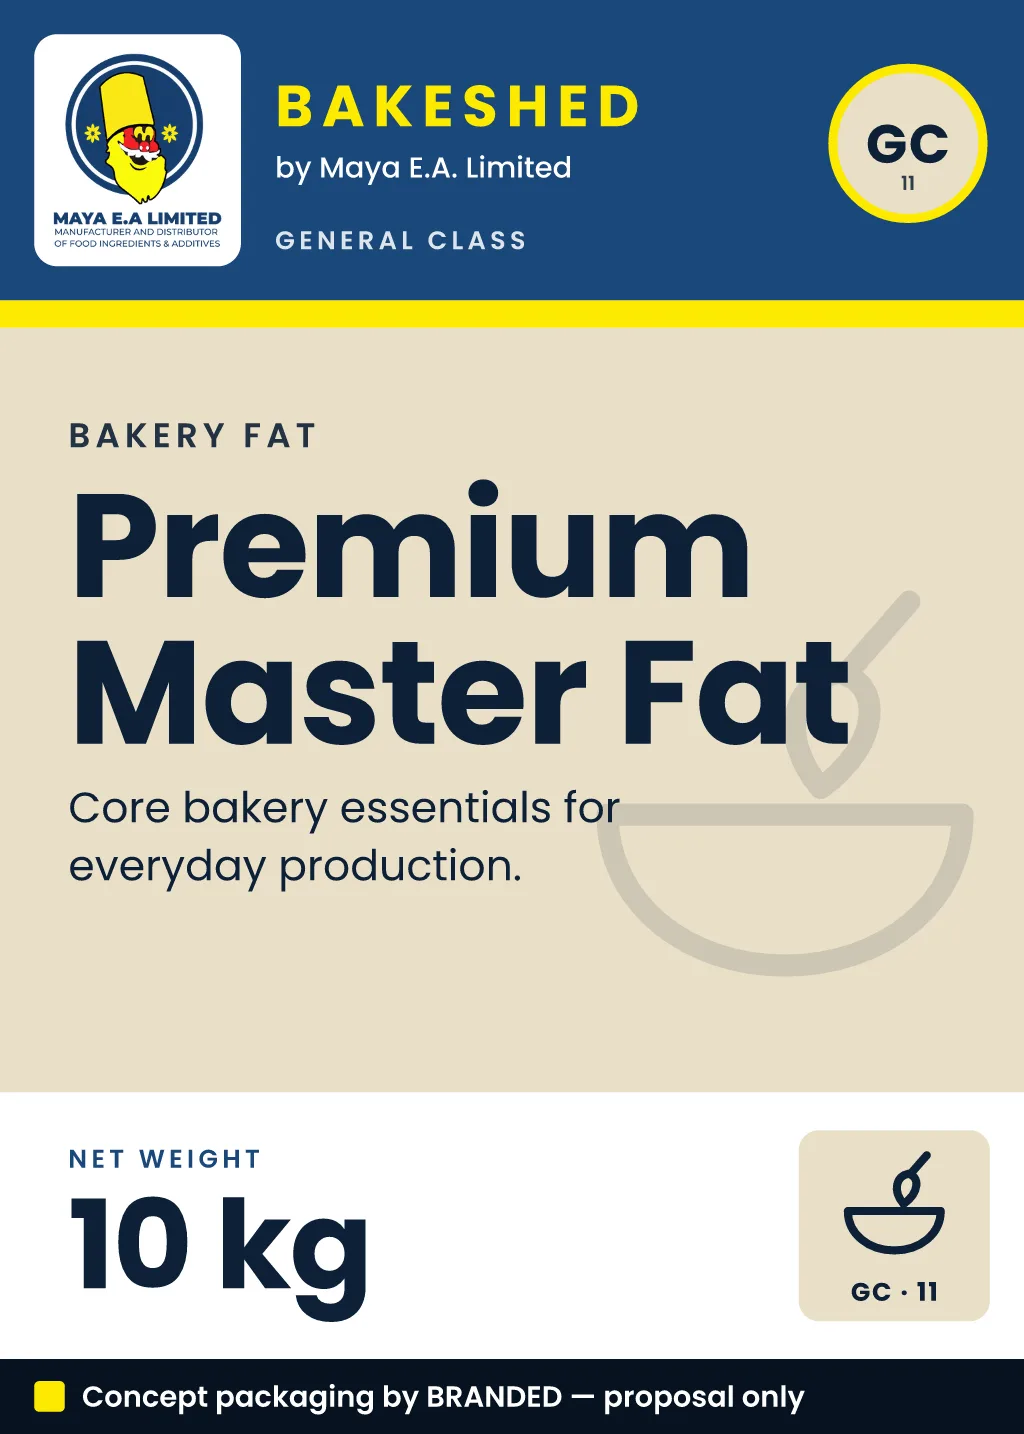 MAYA E.A LIMITED
MANUFACTURER AND DISTRIBUTOR
OF FOOD INGREDIENTS & ADDITIVES
BAKESHED
by Maya E.A. Limited
GENERAL CLASS
GC
11
BAKERY FAT
Premium
Master Fat
Core bakery essentials for
everyday production.
NET WEIGHT
10 kg
GC · 11
Concept packaging by BRANDED — proposal only